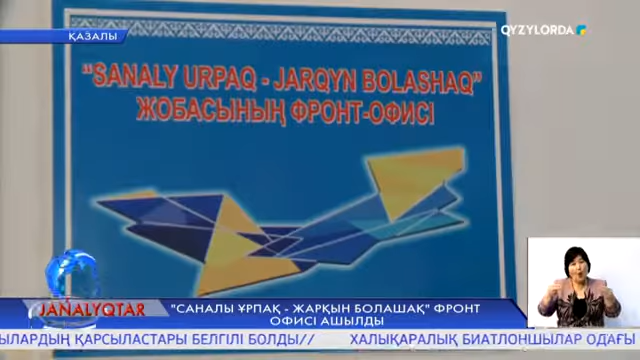 ҚАЗАЛЫ
QYZYLORDA
"SANALY URPAQ - JARQYN BOLASHAQ"
ЖОБАСЫНЫҢ ФРОНТ-ОФИСІ
JAŃALYQTAR
"САНАЛЫ ҰРПАҚ - ЖАРҚЫН БОЛАШАҚ" ФРОНТ
ОФИСІ АШЫЛДЫ
ЫЛАРДЫҢ ҚАРСЫЛАСТАРЫ БЕЛГІЛІ БОЛДЫ// ХАЛЫҚАРАЛЫҚ БИАТЛОНШЫЛАР ОДАҒЫ